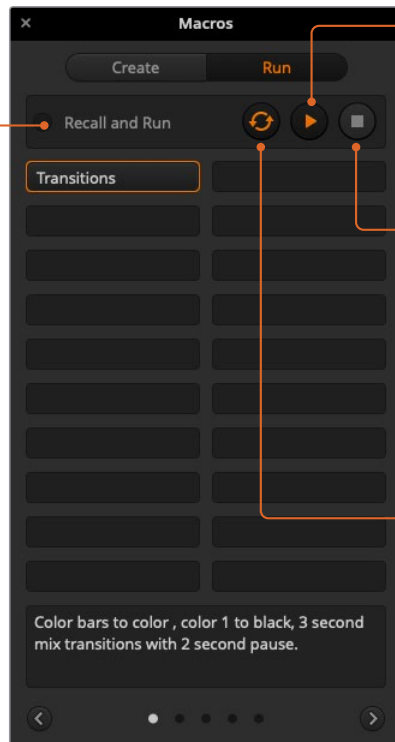 Macros
Create
Run
Recall and Run
Transitions
Color bars to color , color 1 to black, 3 second
mix transitions with 2 second pause.